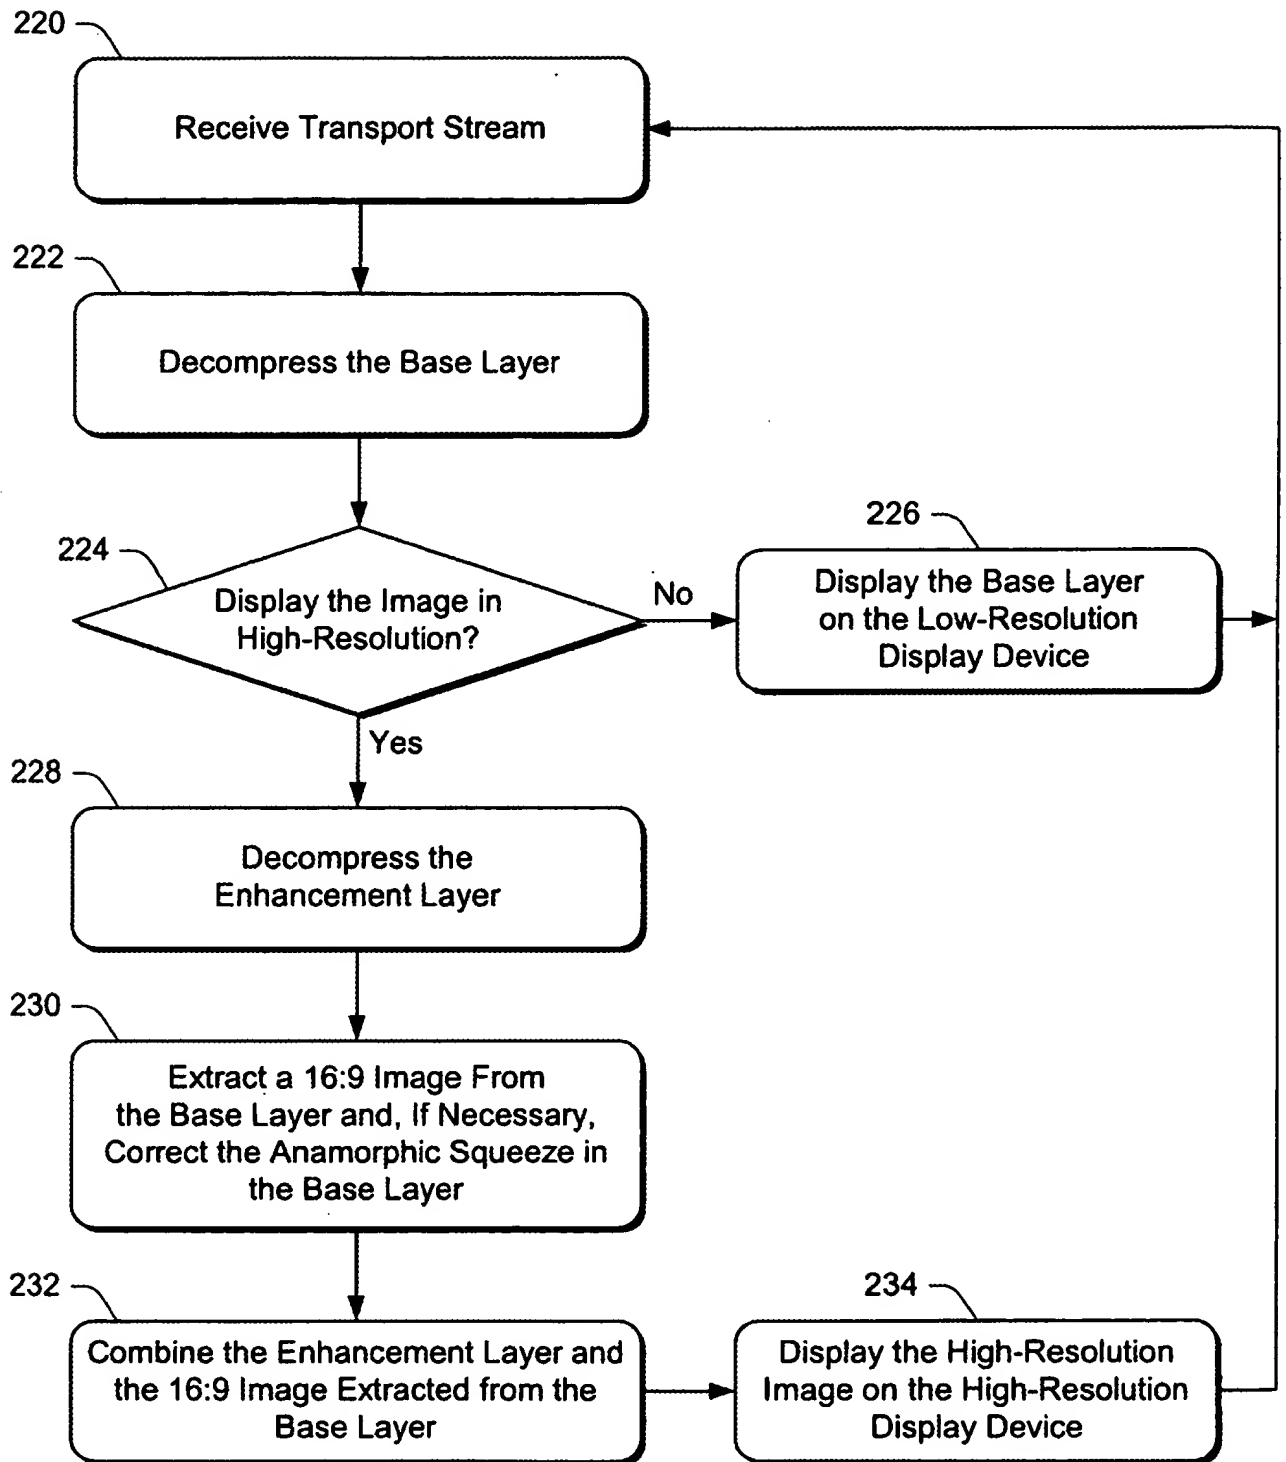 220
Receive Transport Stream
222
Decompress the Base Layer
224
Display the Image in
High-Resolution?
No
226
Display the Base Layer
on the Low-Resolution
Display Device
Yes
228
Decompress the
Enhancement Layer
230
Extract a 16:9 Image From
the Base Layer and, If Necessary,
Correct the Anamorphic Squeeze in
the Base Layer
232
Combine the Enhancement Layer and
the 16:9 Image Extracted from the
Base Layer
234
Display the High-Resolution
Image on the High-Resolution
Display Device